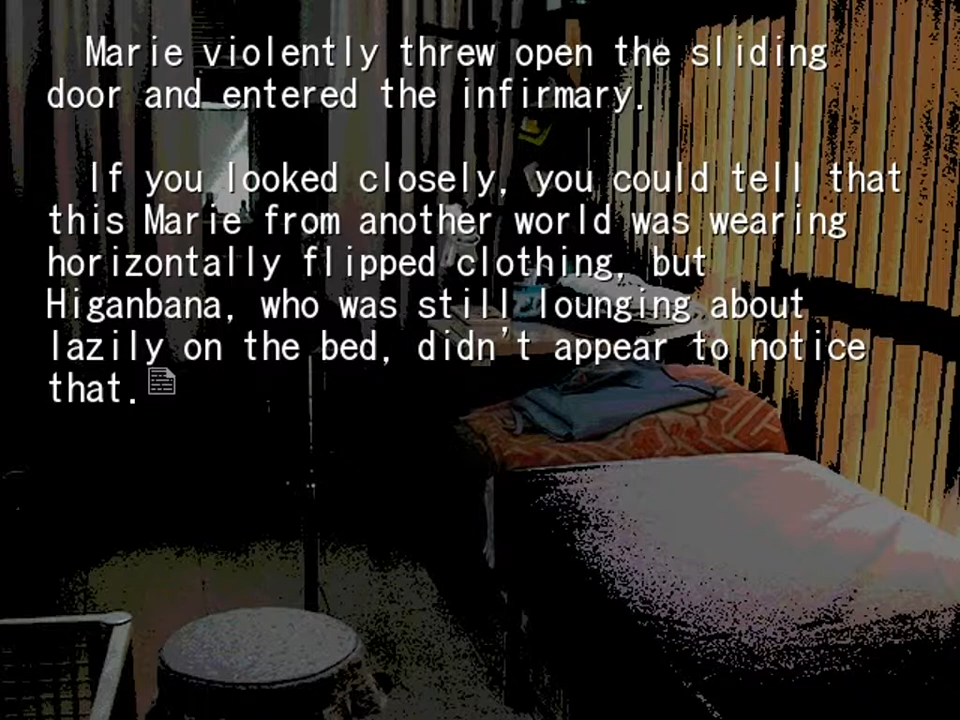 Marie violently threw open the sliding
door and entered the infirmary.
If you looked closely, you could tell that
this Marie from another world was wearing
horizontally flipped clothing, but
Higanbana, who was still lounging about
lazily on the bed, didn't appear to notice
that.